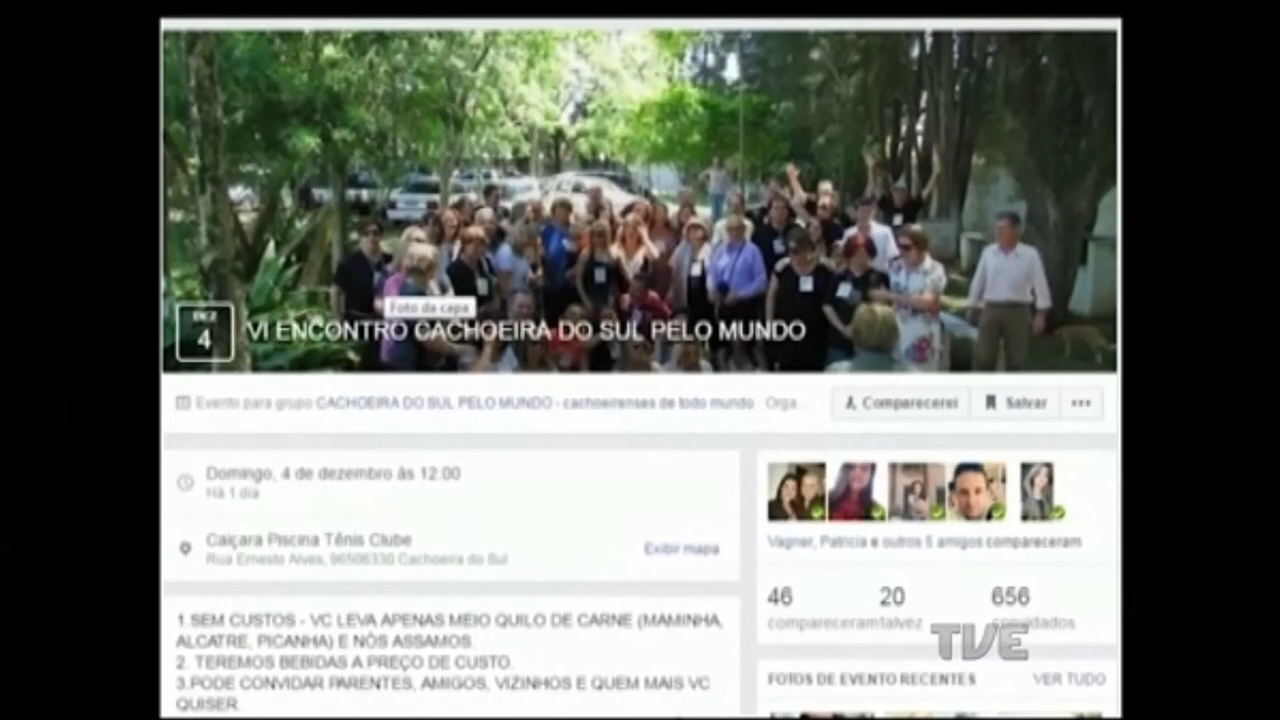 Foto da capa
DEZ
4
VI ENCONTRO CACHOEIRA DO SUL PELO MUNDO
Evento para grupo CACHOEIRA DO SUL PELO MUNDO - cachoeirenses de todo mundo · Orga...
Comparecerei
Salvar
Domingo, 4 de dezembro às 12:00
Há 1 dia
Caiçara Piscina Tênis Clube
Rua Ernesto Alves, 96506330 Cachoeira do Sul
Exibir mapa
1.SEM CUSTOS - VC LEVA APENAS MEIO QUILO DE CARNE (MAMINHA,
ALCATRE, PICANHA) E NÓS ASSAMOS.
2. TEREMOS BEBIDAS A PREÇO DE CUSTO.
3.PODE CONVIDAR PARENTES, AMIGOS, VIZINHOS E QUEM MAIS VC
QUISER.
Vagner, Patricia e outros 5 amigos compareceram
46 20 656
compareceram talvez convidados
TVE
FOTOS DE EVENTO RECENTES
VER TUDO